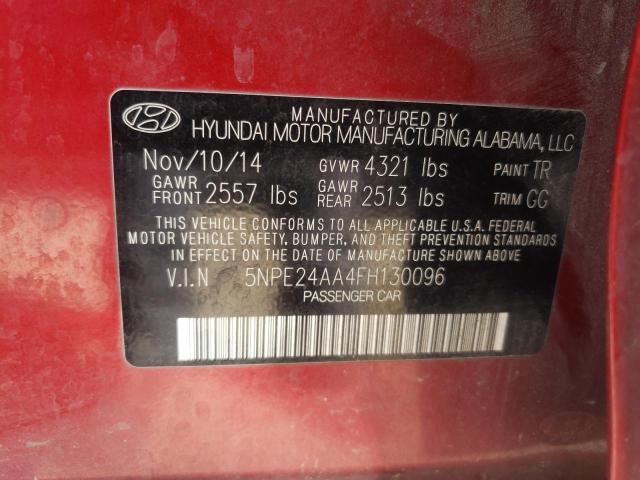 MANUFACTURED BY
HYUNDAI MOTOR MANUFACTURING ALABAMA, LLC
Nov/10/14 GVWR 4321 lbs PAINT TR
GAWR FRONT 2557 lbs GAWR REAR 2513 lbs TRIM GG
THIS VEHICLE CONFORMS TO ALL APPLICABLE U.S.A. FEDERAL
MOTOR VEHICLE SAFETY, BUMPER, AND THEFT PREVENTION
STANDARDS IN EFFECT ON THE DATE OF MANUFACTURE SHOWN ABOVE
V.I.N 5NPE24AA4FH130096
PASSENGER CAR